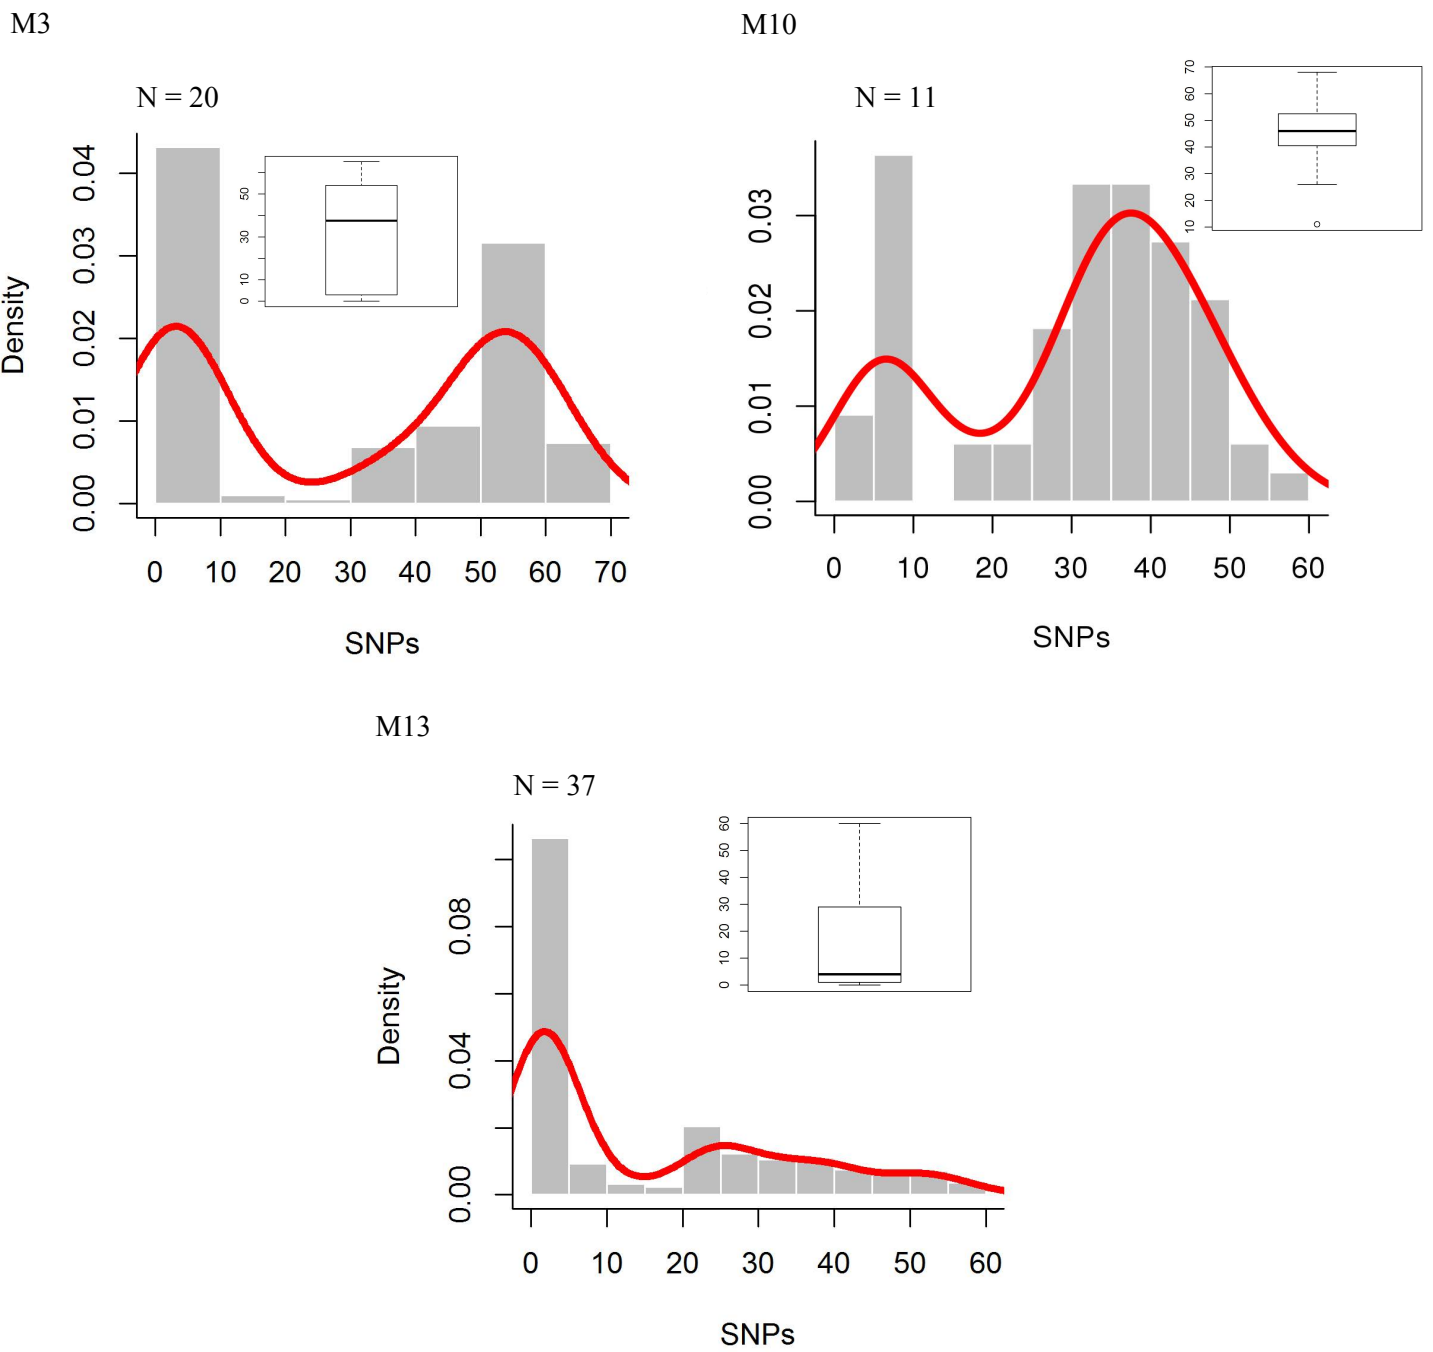 M3
N = 20
Density
0.00 0.01 0.02 0.03 0.04
0 10 30 50
0 10 20 30 40 50 60 70
SNPs
M10
N = 11
0.00 0.01 0.02 0.03
10 20 30 40 50 60 70
0 10 20 30 40 50 60
SNPs
M13
N = 37
Density
0.00 0.04 0.08
0 10 20 30 40 50 60
0 10 20 30 40 50 60
SNPs